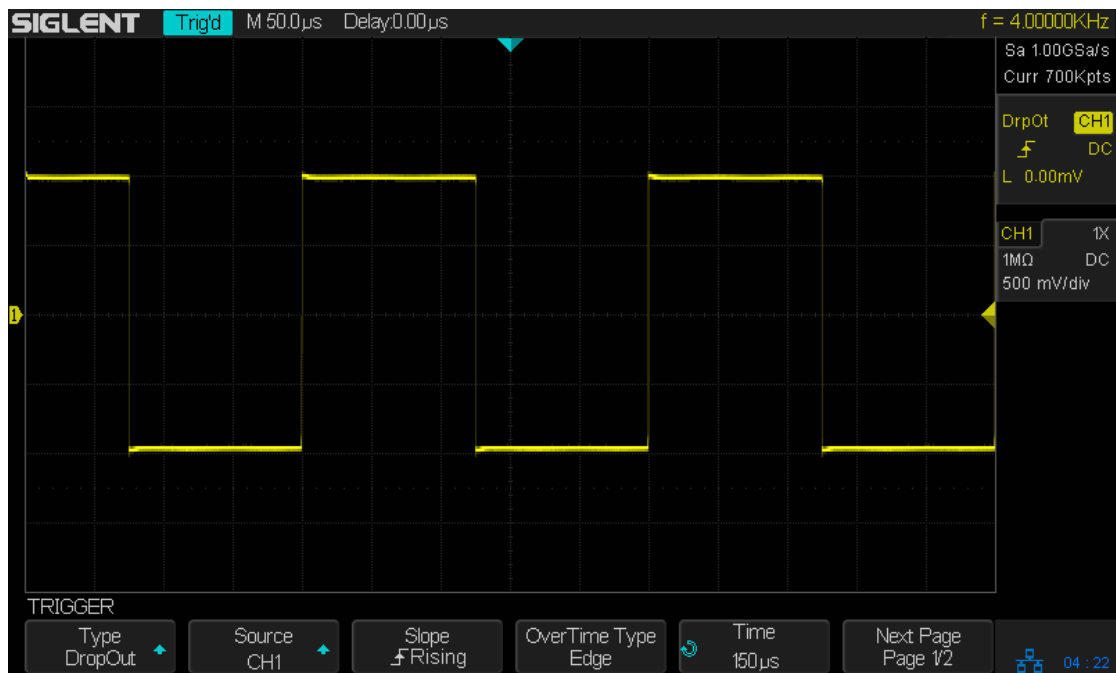 SIGLENT Trig'd M 50.0µs Delay:0.00µs f = 4.00000KHz
Sa 1.00GSa/s
Curr 700Kpts
DrpOt CH1
DC
L 0.00mV
CH1 1X
1MΩ DC
500 mV/div
1
TRIGGER
Type Source Slope OverTime Type Time Next Page
DropOut CH1 Rising Edge 150µs Page 1/2
04 : 22